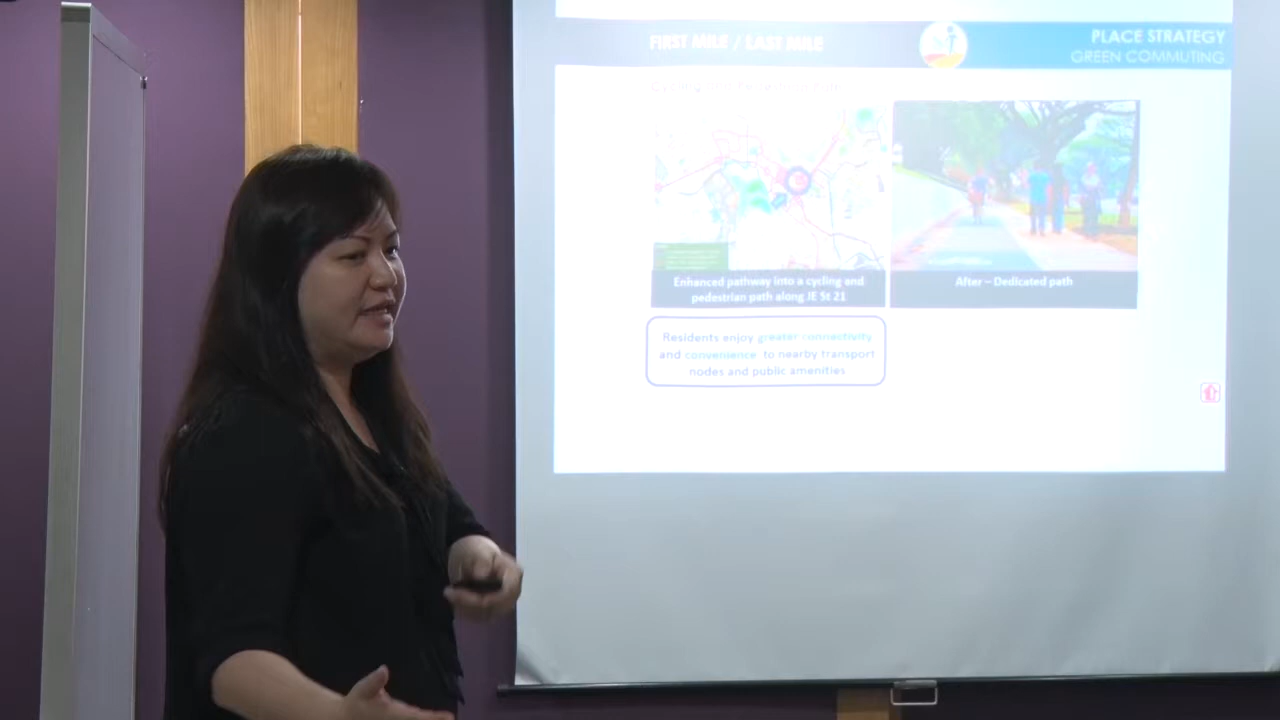 FIRST MILE / LAST MILE
PLACE STRATEGY
GREEN COMMUTING
Enhanced pathway into a cycling and
pedestrian path along JE St 21
After – Dedicated path
Residents enjoy greater connectivity
and convenience to nearby transport
nodes and public amenities